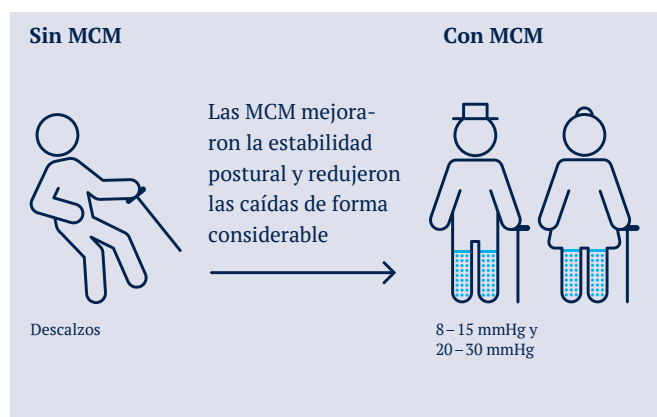 Sin MCM
Con MCM
Las MCM mejora-
ron la estabilidad
postural y redujeron
las caídas de forma
considerable
Descalzos
8 – 15 mmHg y
20 – 30 mmHg